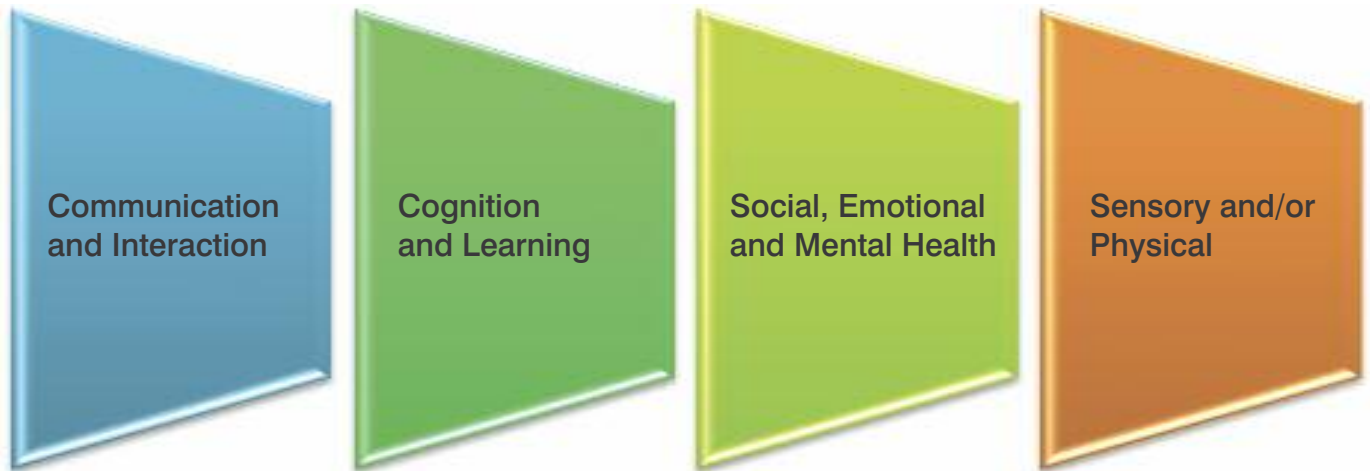 Communication
and Interaction
Cognition
and Learning
Social, Emotional
and Mental Health
Sensory and/or
Physical